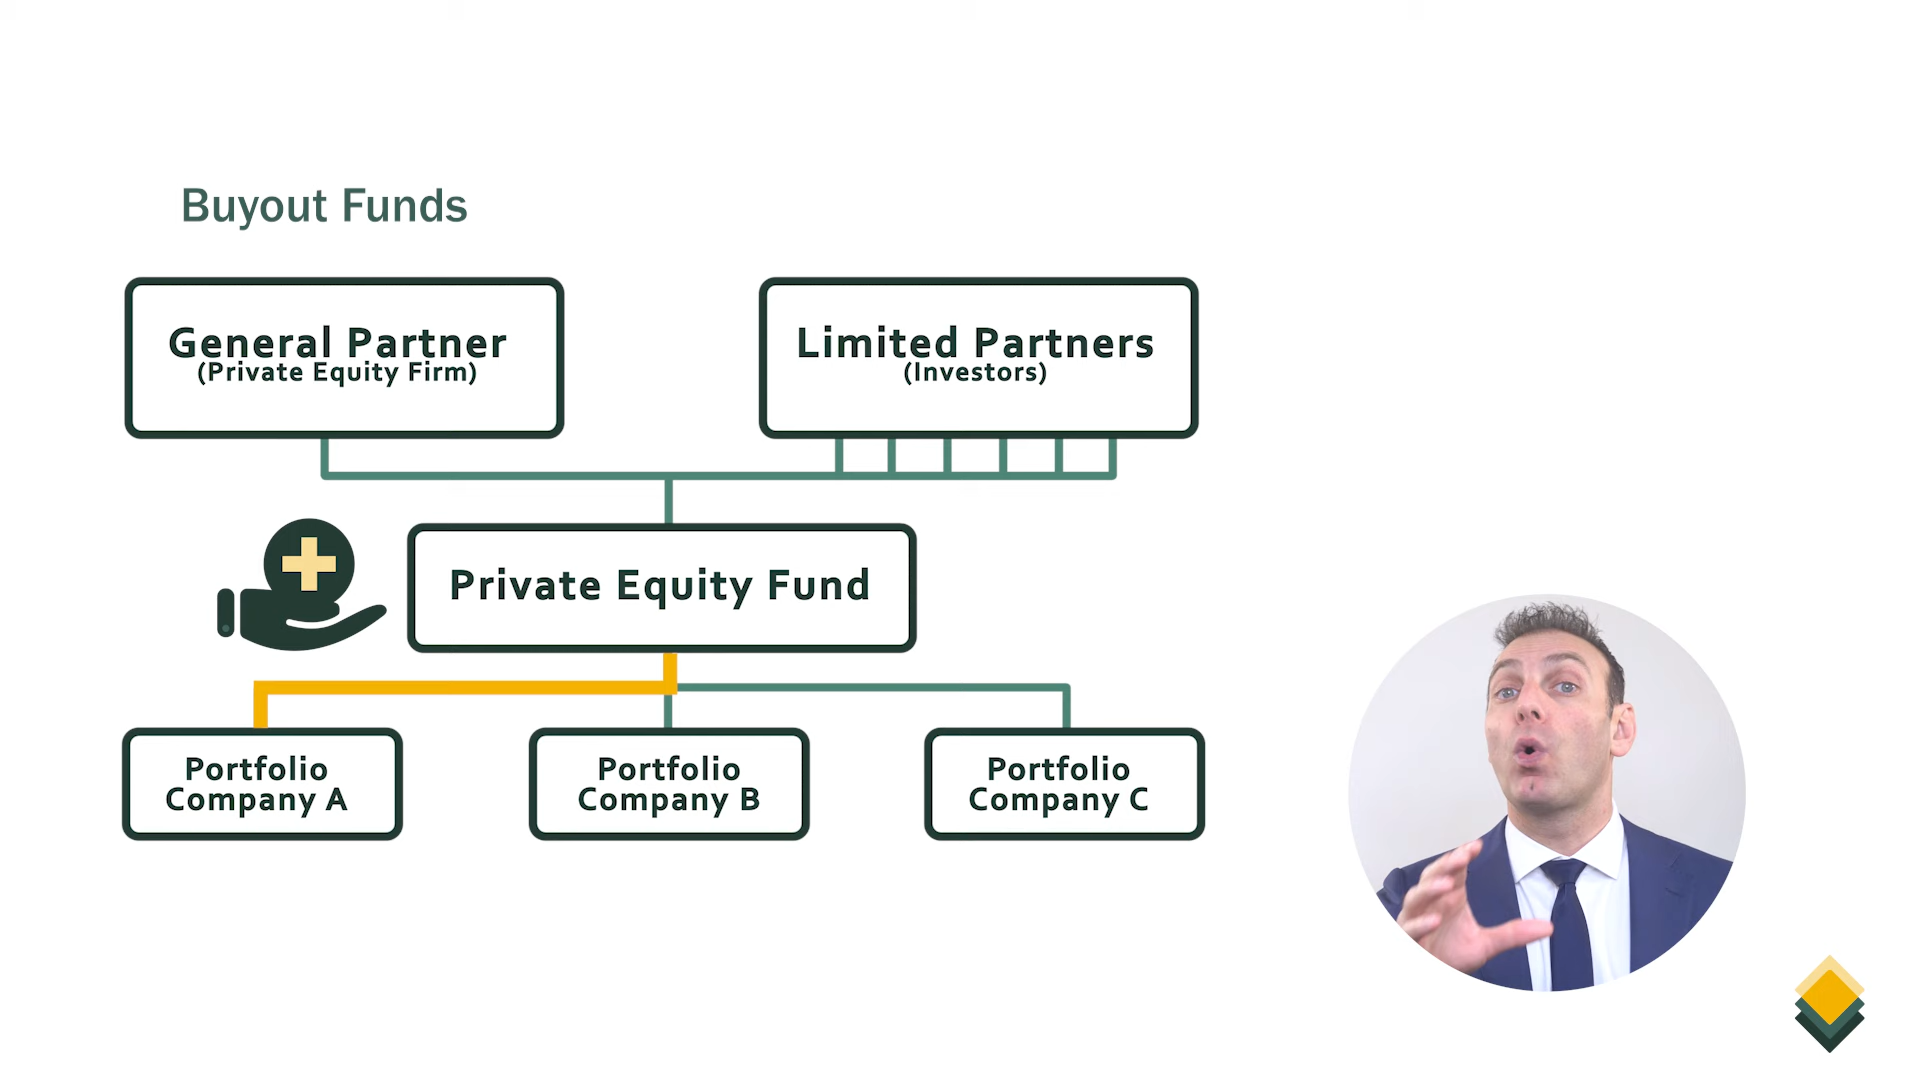 Buyout Funds
General Partner
(Private Equity Firm)
Limited Partners
(Investors)
Private Equity Fund
Portfolio
Company A
Portfolio
Company B
Portfolio
Company C